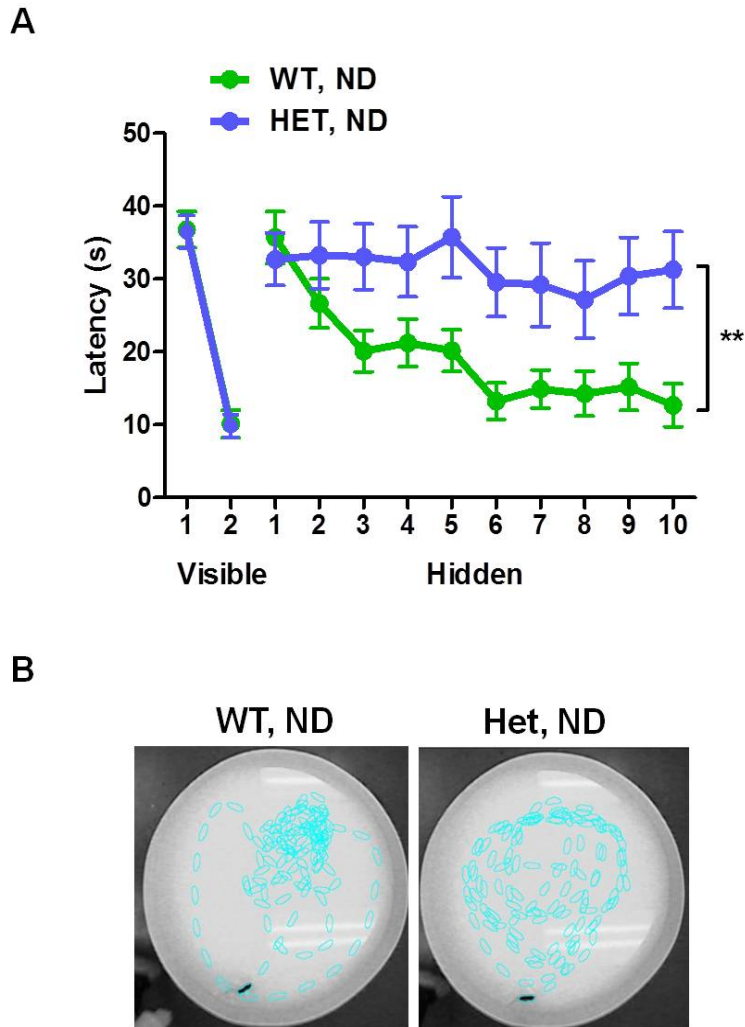 A
WT, ND
HET, ND
Latency (s)
50
40
30
20
10
0
**
1 2 1 2 3 4 5 6 7 8 9 10
Visible Hidden
B
WT, ND Het, ND